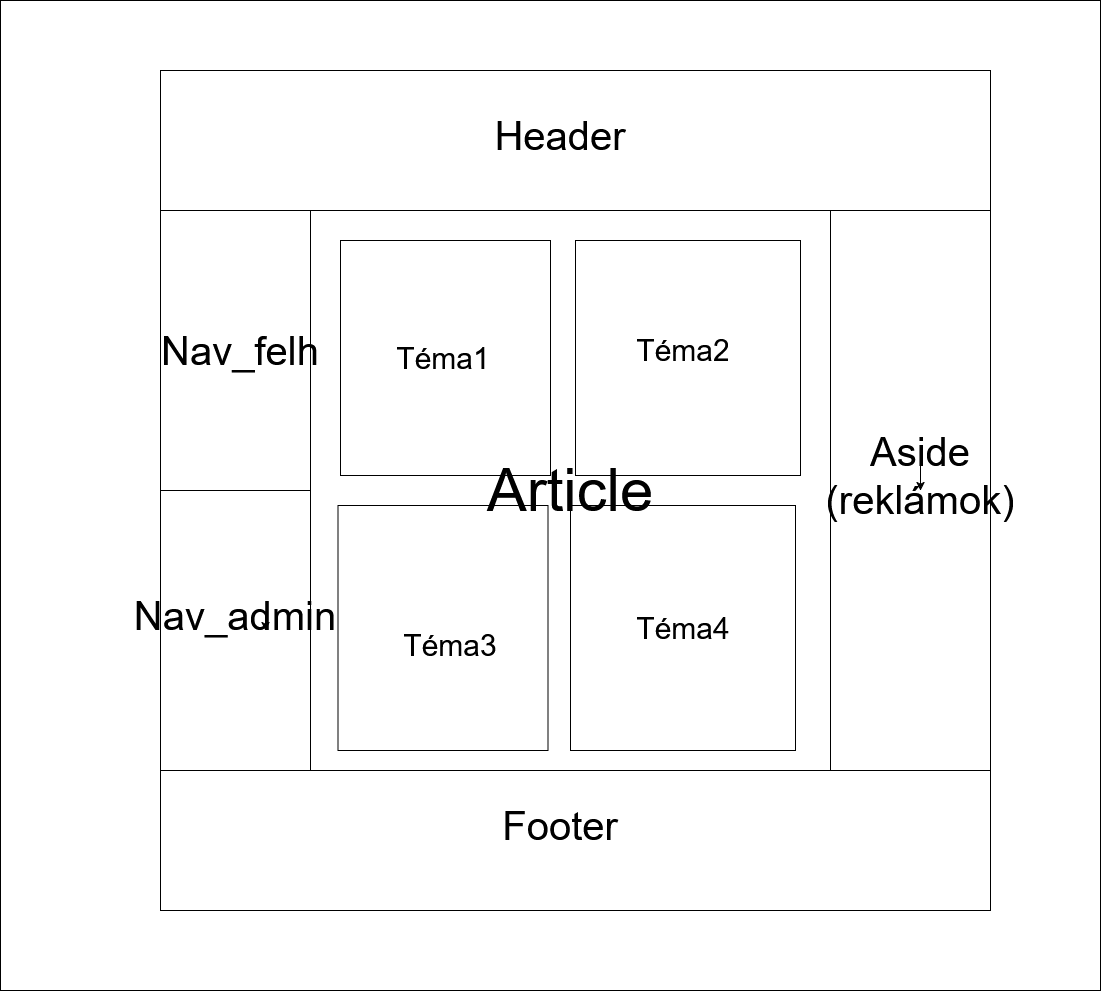 Header
Nav_felh
Téma1
Téma2
Article
Aside
(reklámok)
Nav_admin
Téma3
Téma4
Footer